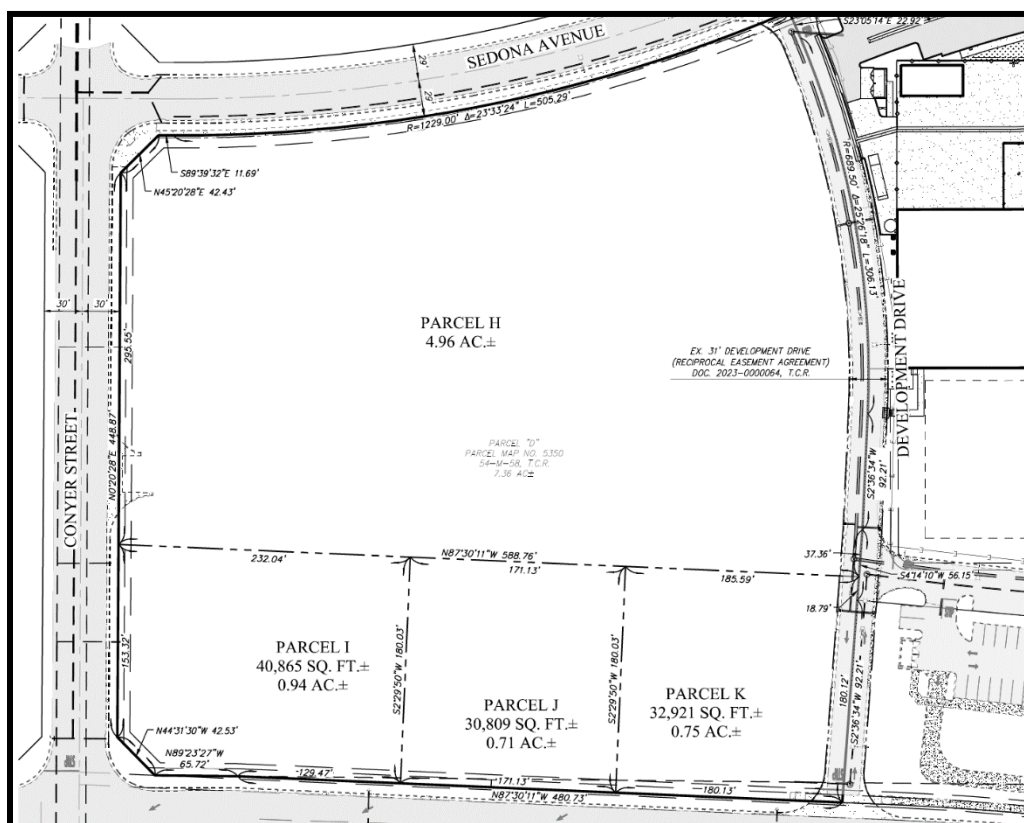 S23°05'14"E 22.92'
SEDONA AVENUE
29'
29'
R=1229.00' Δ=23°33'24" L=505.29'
S89°39'32"E 11.69'
N45°20'28"E 42.43'
R=689.50' Δ=25°26'18" L=306.13'
30'
30'
295.55'
PARCEL H
4.96 AC.±
EX. 31' DEVELOPMENT DRIVE
(RECIPROCAL EASEMENT AGREEMENT)
DOC. 2023-0000064, T.C.R.
DEVELOPMENT DRIVE
CONYER STREET
N0°20'28"E 448.87'
PARCEL "D"
PARCEL MAP NO. 5350
54-M-58, T.C.R.
7.36 AC±
S2°36'34"W
92.21'
232.04'
N87°30'11"W 588.76'
171.13'
185.59'
37.36'
S4°14'10"W 56.15'
18.79'
153.32'
PARCEL I
40,865 SQ. FT.±
0.94 AC.±
S2°29'50"W 180.03'
PARCEL J
30,809 SQ. FT.±
0.71 AC.±
S2°29'50"W 180.03'
PARCEL K
32,921 SQ. FT.±
0.75 AC.±
180.12'
S2°36'34"W 92.21'
N44°31'30"W 42.53'
N89°23'27"W
65.72'
129.47'
171.13'
180.13'
N87°30'11"W 480.73'